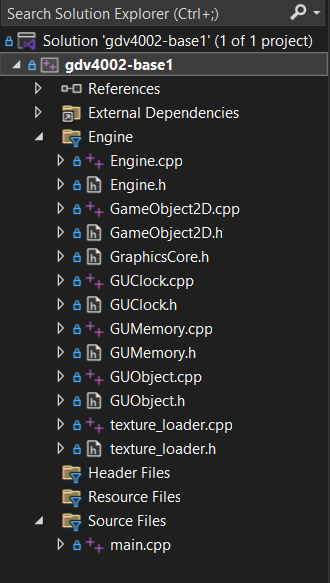 Search Solution Explorer (Ctrl+;)
Solution 'gdv4002-base1' (1 of 1 project)
gdv4002-base1
References
External Dependencies
Engine
Engine.cpp
Engine.h
GameObject2D.cpp
GameObject2D.h
GraphicsCore.h
GUClock.cpp
GUClock.h
GUMemory.cpp
GUMemory.h
GUObject.cpp
GUObject.h
texture_loader.cpp
texture_loader.h
Header Files
Resource Files
Source Files
main.cpp